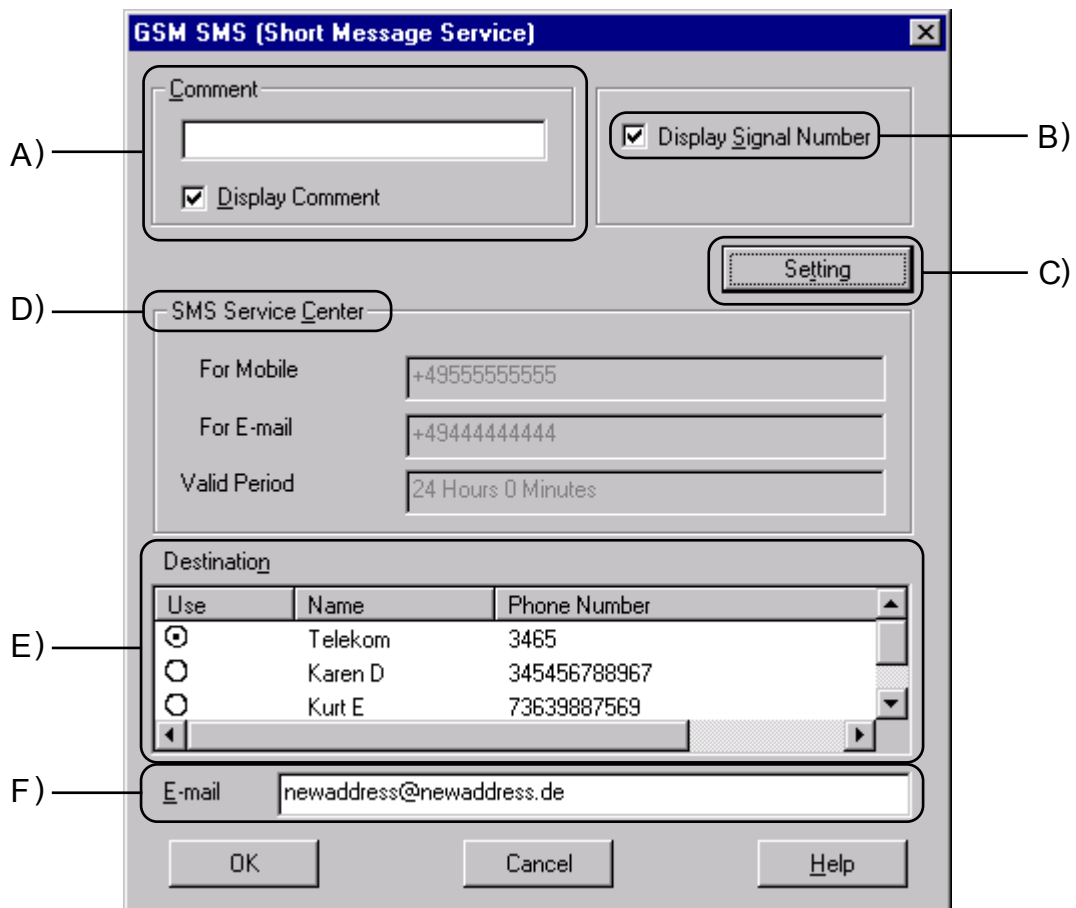 GSM SMS (Short Message Service)
Comment
A)
Display Comment
Display Signal Number
B)
Setting
C)
D)
SMS Service Center
For Mobile
+49555555555
For E-mail
+49444444444
Valid Period
24 Hours 0 Minutes
Destination
Use Name Phone Number
E)
Telekom 3465
Karen D 345456788967
Kurt E 73639887569
F)
E-mail
newaddress@newaddress.de
OK Cancel Help